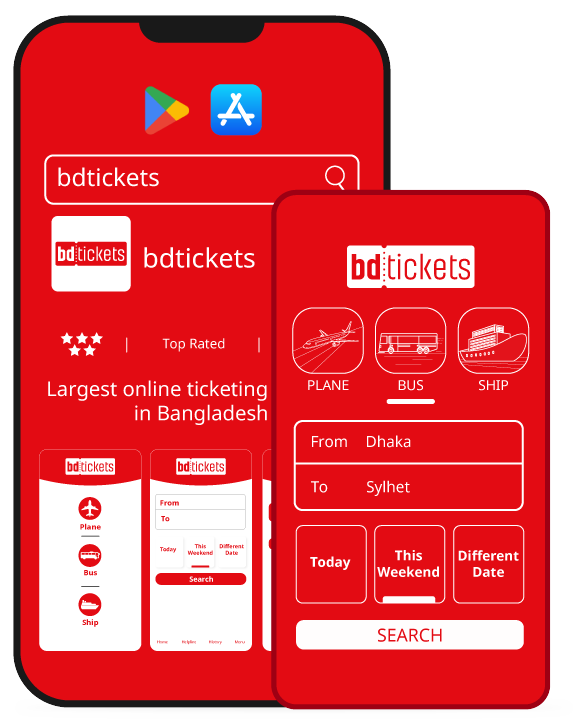 bdtickets
bdtickets
bdtickets
Top Rated
Largest online ticketing
in Bangladesh
bdtickets
Plane
Bus
Ship
bdtickets
From
To
Today
This
Weekend
Different
Date
Search
Home
Helpline
History
Menu
bdtickets
PLANE
BUS
SHIP
From Dhaka
To Sylhet
Today
This
Weekend
Different
Date
SEARCH